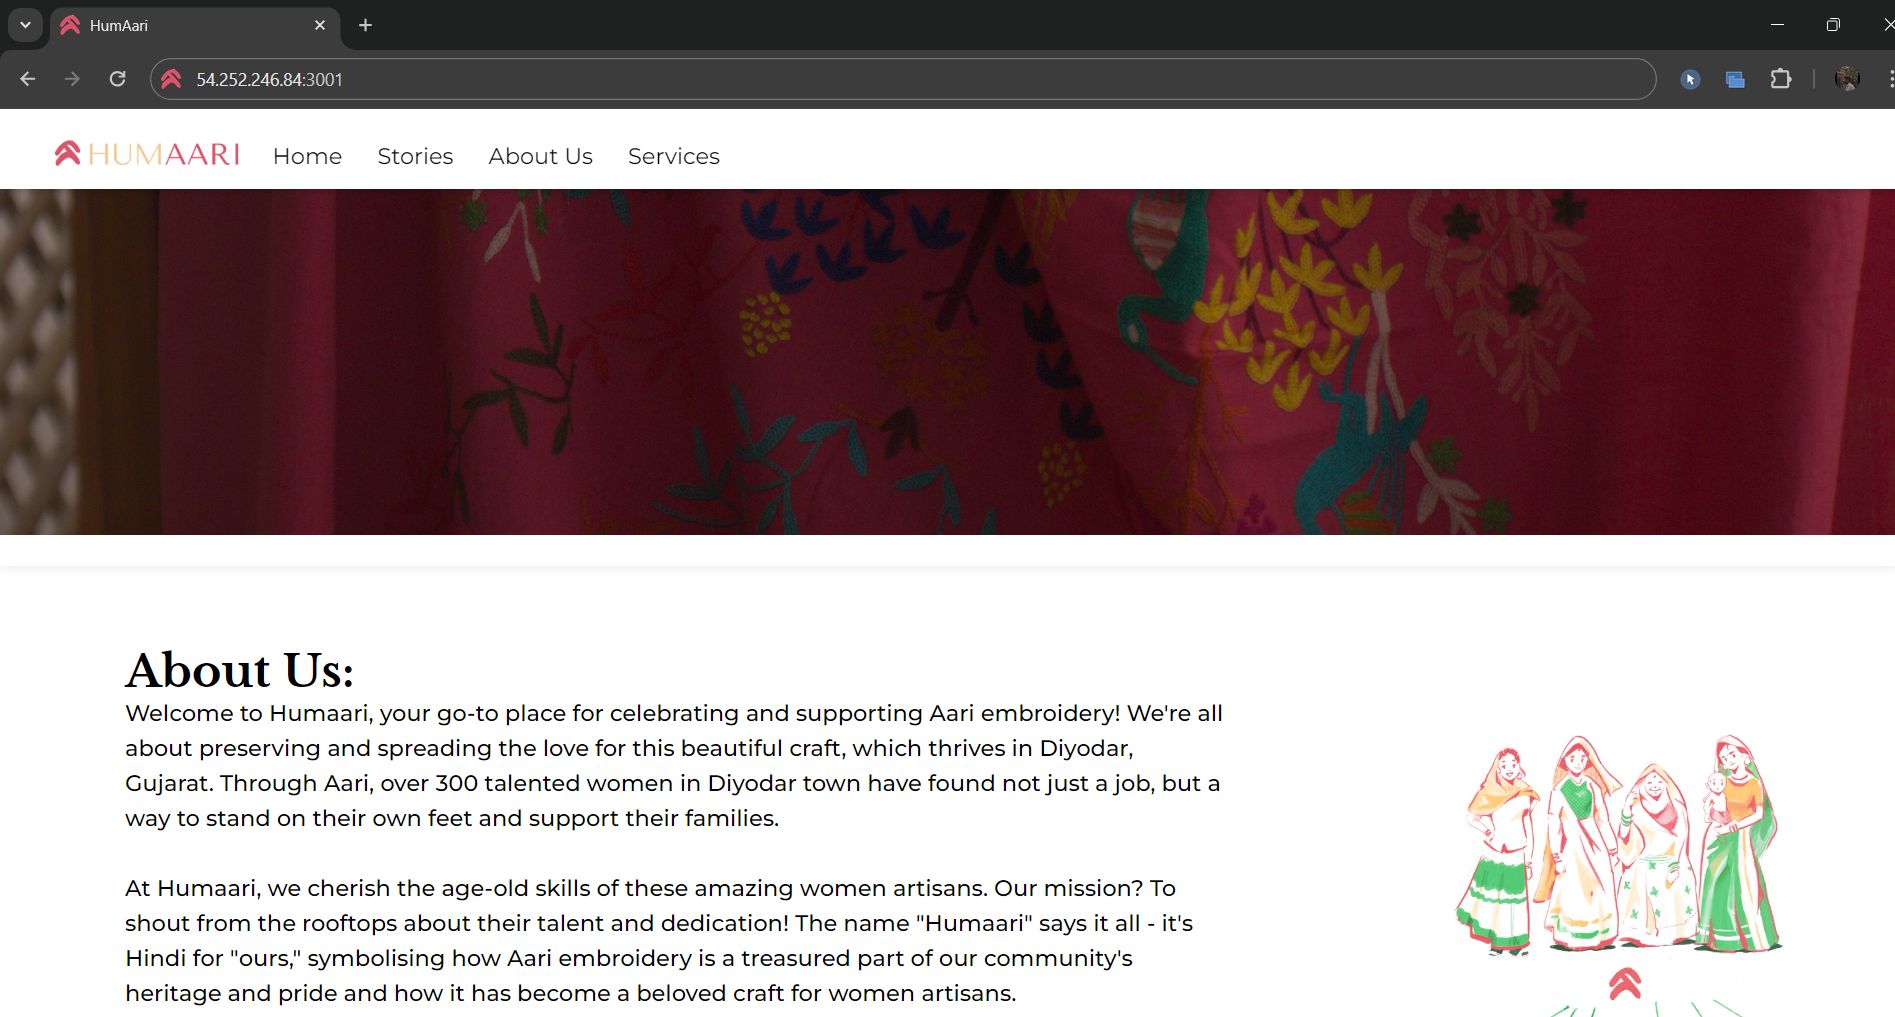 HumAari
54.252.246.84:3001
HUMAARI Home Stories About Us Services
About Us:
Welcome to Humaari, your go-to place for celebrating and supporting Aari embroidery! We're all
about preserving and spreading the love for this beautiful craft, which thrives in Diyodar,
Gujarat. Through Aari, over 300 talented women in Diyodar town have found not just a job, but a
way to stand on their own feet and support their families.
At Humaari, we cherish the age-old skills of these amazing women artisans. Our mission? To
shout from the rooftops about their talent and dedication! The name "Humaari" says it all - it's
Hindi for "ours," symbolising how Aari embroidery is a treasured part of our community's
heritage and pride and how it has become a beloved craft for women artisans.